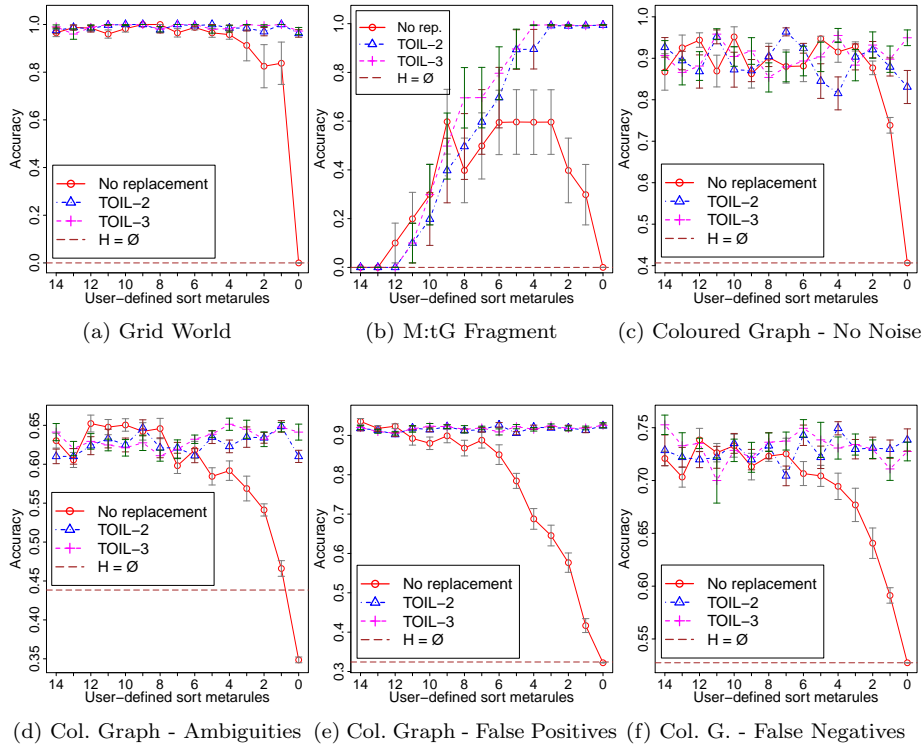 Accuracy
1.0
0.8
0.6
0.4
0.2
0.0
No replacement
TOIL−2
TOIL−3
H = Ø
14 12 10 8 6 4 2 0
User−defined sort metarules
(a) Grid World
Accuracy
1.0
0.8
0.6
0.4
0.2
0.0
No rep.
TOIL−2
TOIL−3
H = Ø
14 12 10 8 6 4 2 0
User−defined sort metarules
(b) M:tG Fragment
Accuracy
1.0
0.9
0.8
0.7
0.6
0.5
0.4
No replacement
TOIL−2
TOIL−3
H = Ø
14 12 10 8 6 4 2 0
User−defined sort metarules
(c) Coloured Graph - No Noise
Accuracy
0.65
0.60
0.55
0.50
0.45
0.40
0.35
No replacement
TOIL−2
TOIL−3
H = Ø
14 12 10 8 6 4 2 0
User−defined sort metarules
(d) Col. Graph - Ambiguities
Accuracy
0.9
0.8
0.7
0.6
0.5
0.4
0.3
No replacement
TOIL−2
TOIL−3
H = Ø
14 12 10 8 6 4 2 0
User−defined sort metarules
(e) Col. Graph - False Positives
Accuracy
0.75
0.70
0.65
0.60
0.55
No replacement
TOIL−2
TOIL−3
H = Ø
14 12 10 8 6 4 2 0
User−defined sort metarules
(f) Col. G. - False Negatives